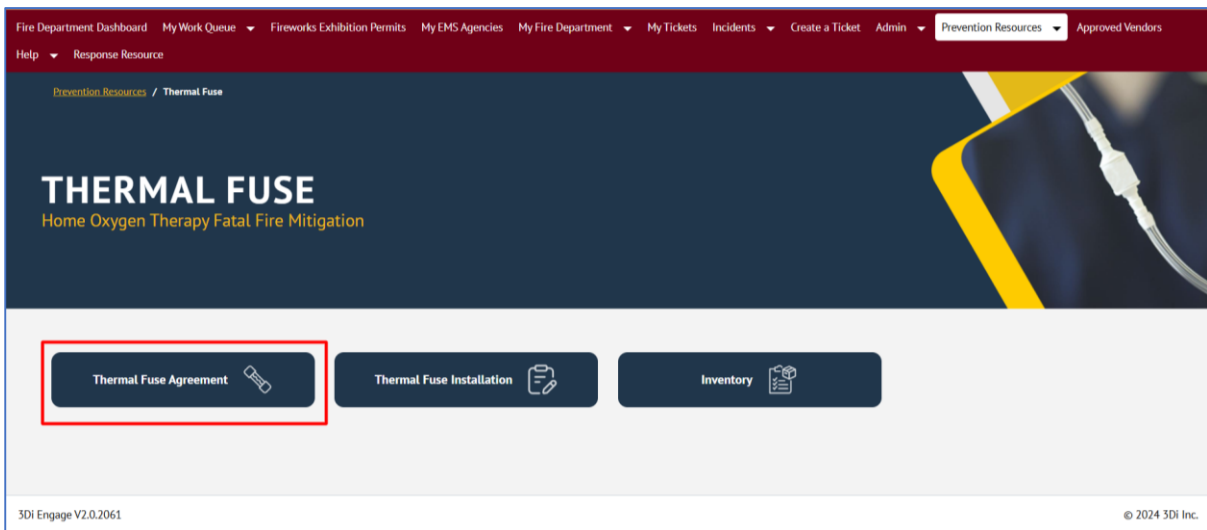 Fire Department Dashboard My Work Queue Fireworks Exhibition Permits My EMS Agencies My Fire Department My Tickets Incidents Create a Ticket Admin Prevention Resources Approved Vendors
Help Response Resource
Prevention Resources / Thermal Fuse
THERMAL FUSE
Home Oxygen Therapy Fatal Fire Mitigation
Thermal Fuse Agreement Thermal Fuse Installation Inventory
3Di Engage V2.0.2061 © 2024 3Di Inc.